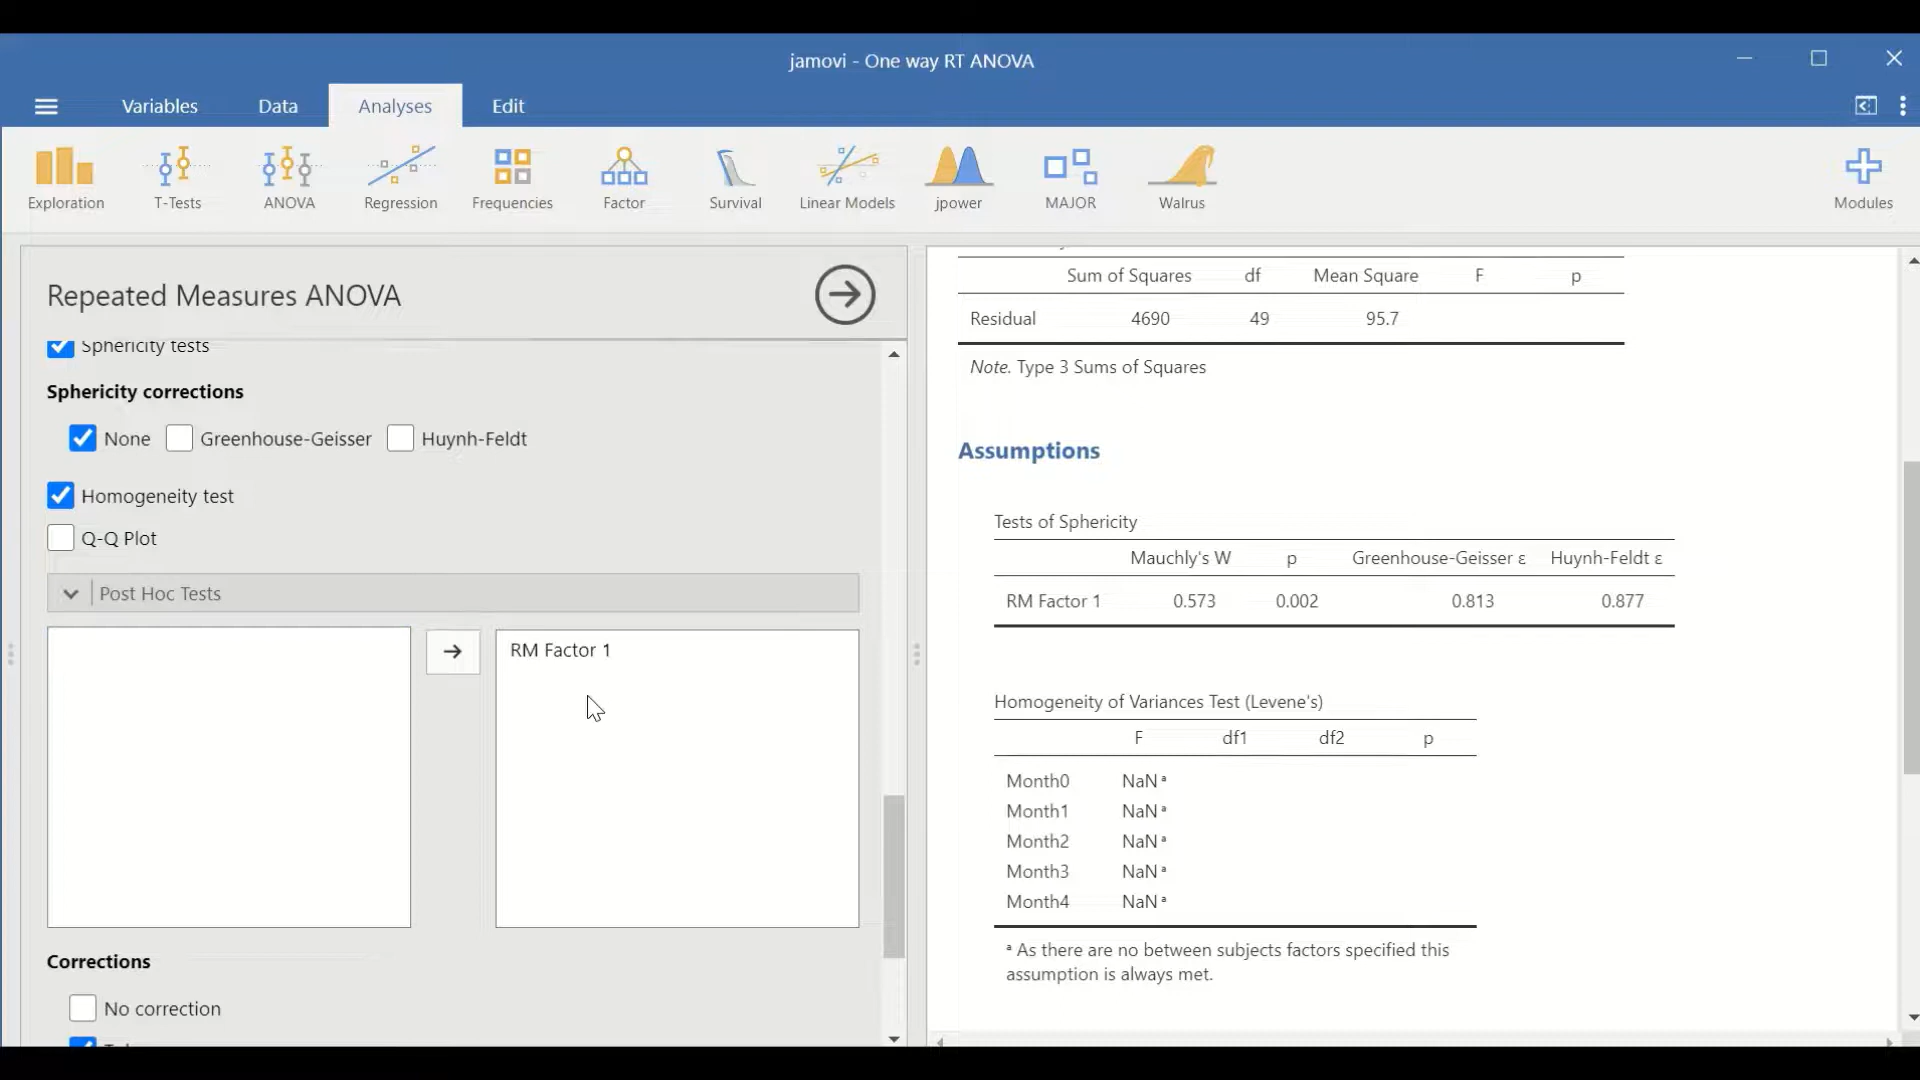 jamovi - One way RT ANOVA
Variables Data Analyses Edit
Exploration T-Tests ANOVA Regression Frequencies Factor Survival Linear Models jpower MAJOR Walrus Modules
Repeated Measures ANOVA
Sphericity tests
Sphericity corrections
None Greenhouse-Geisser Huynh-Feldt
Homogeneity test
Q-Q Plot
Post Hoc Tests
RM Factor 1
Corrections
No correction
Sum of Squares df Mean Square F p
Residual 4690 49 95.7
Note. Type 3 Sums of Squares
Assumptions
Tests of Sphericity
Mauchly's W p Greenhouse-Geisser ε Huynh-Feldt ε
RM Factor 1 0.573 0.002 0.813 0.877
Homogeneity of Variances Test (Levene's)
F df1 df2 p
Month0 NaN ᵃ
Month1 NaN ᵃ
Month2 NaN ᵃ
Month3 NaN ᵃ
Month4 NaN ᵃ
ᵃ As there are no between subjects factors specified this
assumption is always met.